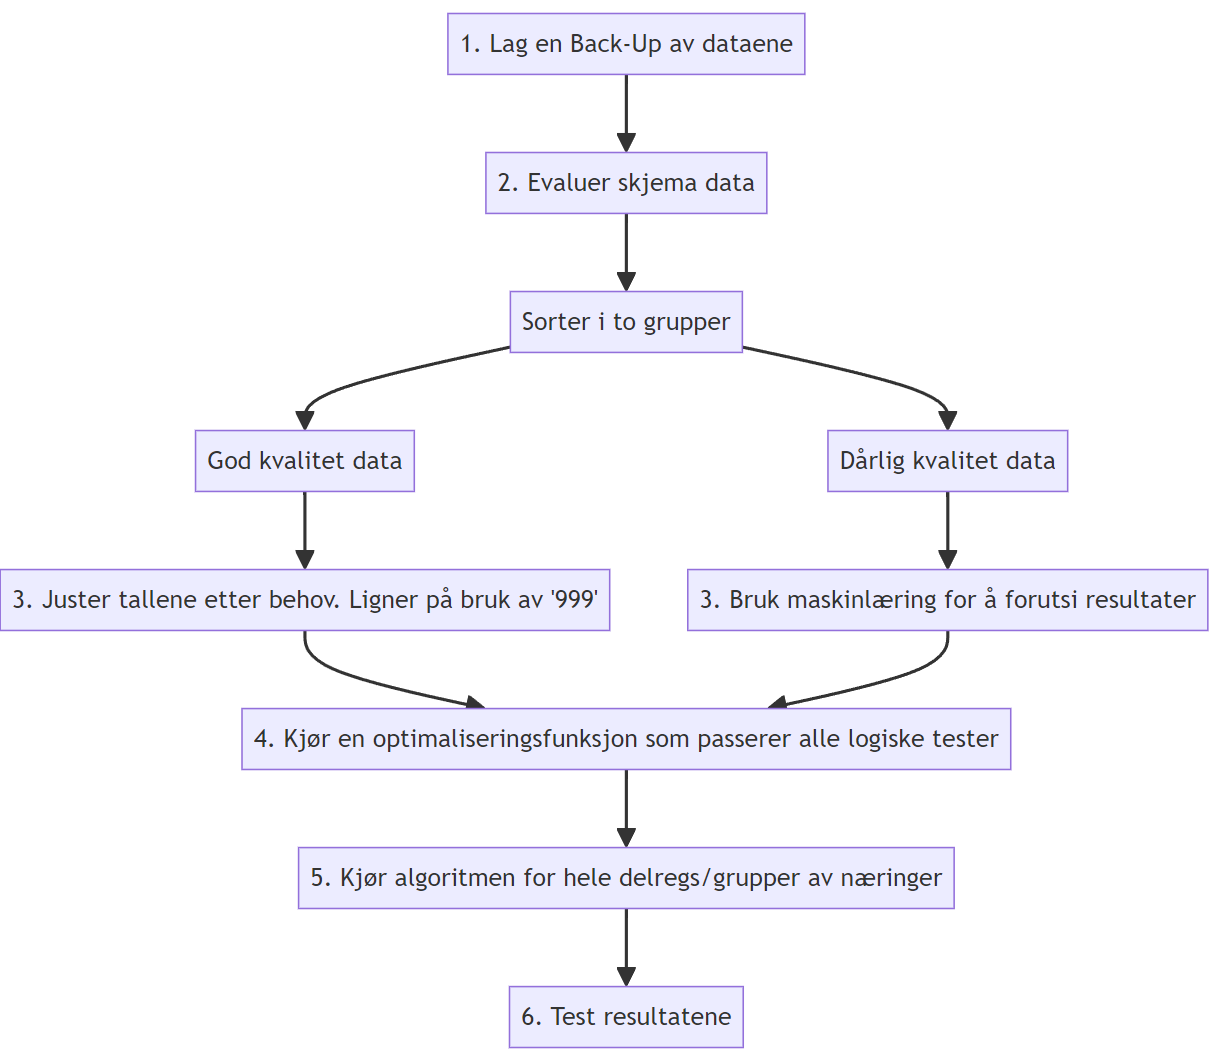 1. Lag en Back-Up av dataene
2. Evaluer skjema data
Sorter i to grupper
God kvalitet data
Dårlig kvalitet data
3. Juster tallene etter behov. Ligner på bruk av '999'
3. Bruk maskinlæring for å forutsi resultater
4. Kjør en optimaliseringsfunksjon som passerer alle logiske tester
5. Kjør algoritmen for hele delregs/grupper av næringer
6. Test resultatene